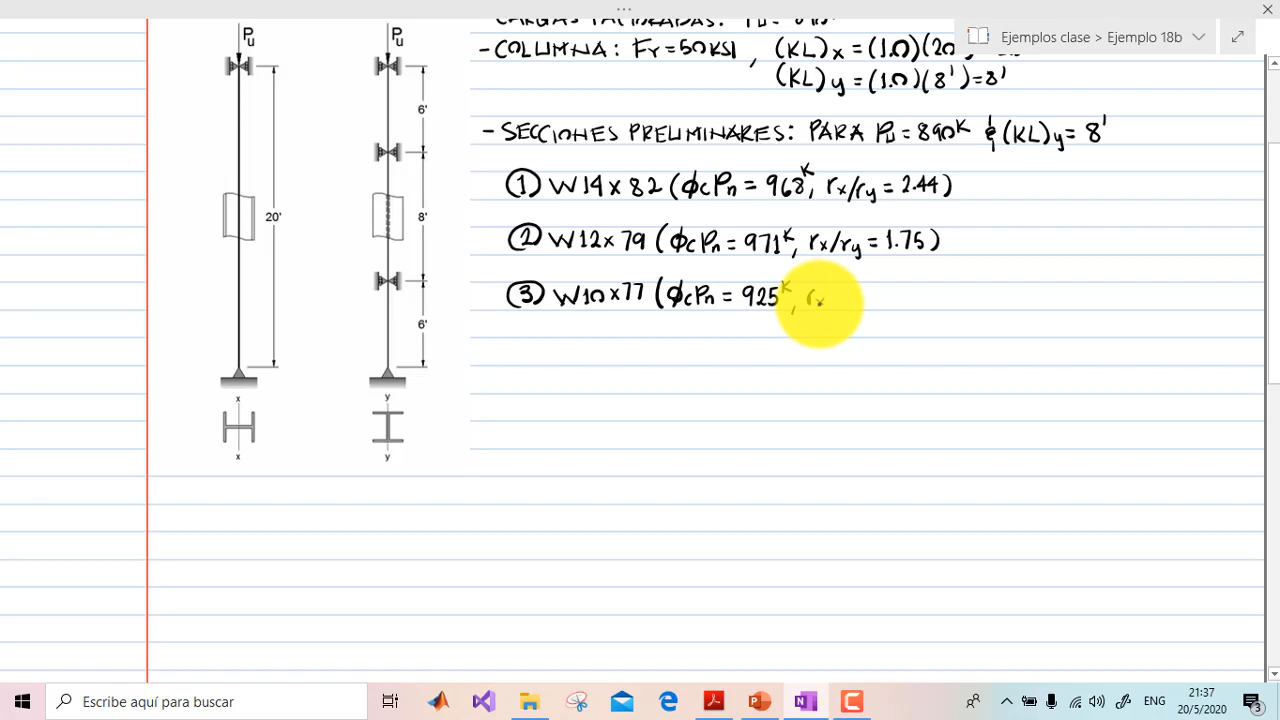 Pu
Pu
6'
8'
6'
20'
x
x
y
y
- COLUMNA: Fy = 50 KSI, (KL)x = (1.0)(20
(KL)y = (1.0)(8') = 8'
- SECCIONES PRELIMINARES: PARA Pu = 890K & (KL)y = 8'
① W14 x 82 (ϕcPn = 968K, rx/ry = 2.44)
② W12 x 79 (ϕcPn = 971K, rx/ry = 1.75)
③ W10 x 77 (ϕcPn = 925K, rx
Ejemplos clase › Ejemplo 18b
Escribe aquí para buscar
ENG
21:37
20/5/2020
3